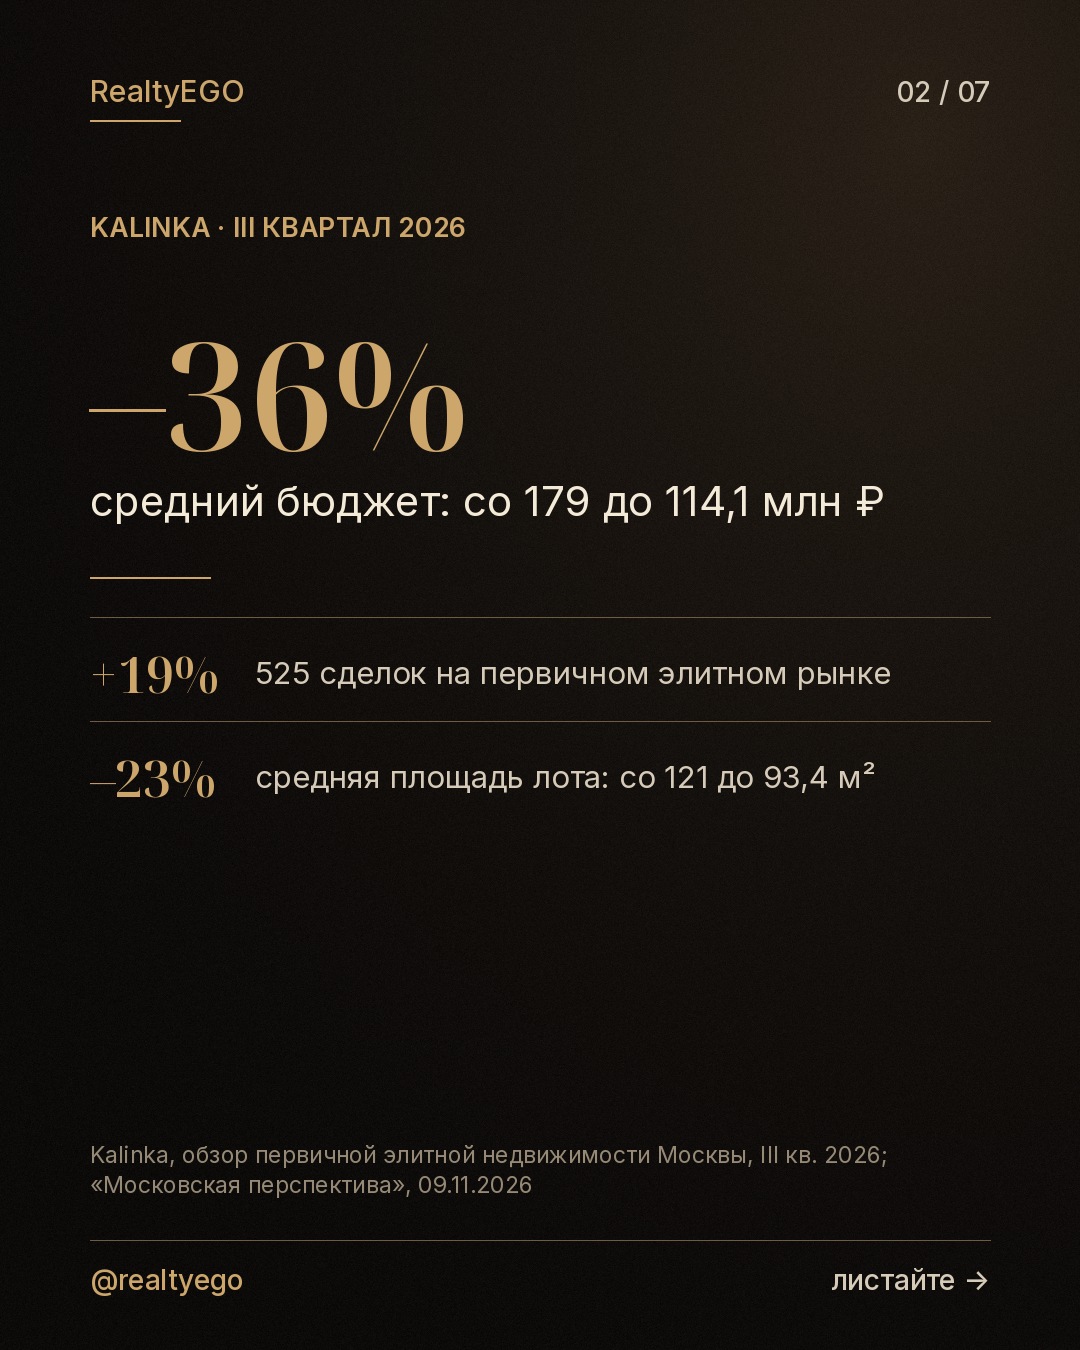 RealtyEGO
02 / 07
KALINKA · III КВАРТАЛ 2026
—36%
средний бюджет: со 179 до 114,1 млн ₽
+19% 525 сделок на первичном элитном рынке
—23% средняя площадь лота: со 121 до 93,4 м²
Kalinka, обзор первичной элитной недвижимости Москвы, III кв. 2026;
«Московская перспектива», 09.11.2026
@realtyego
листайте →